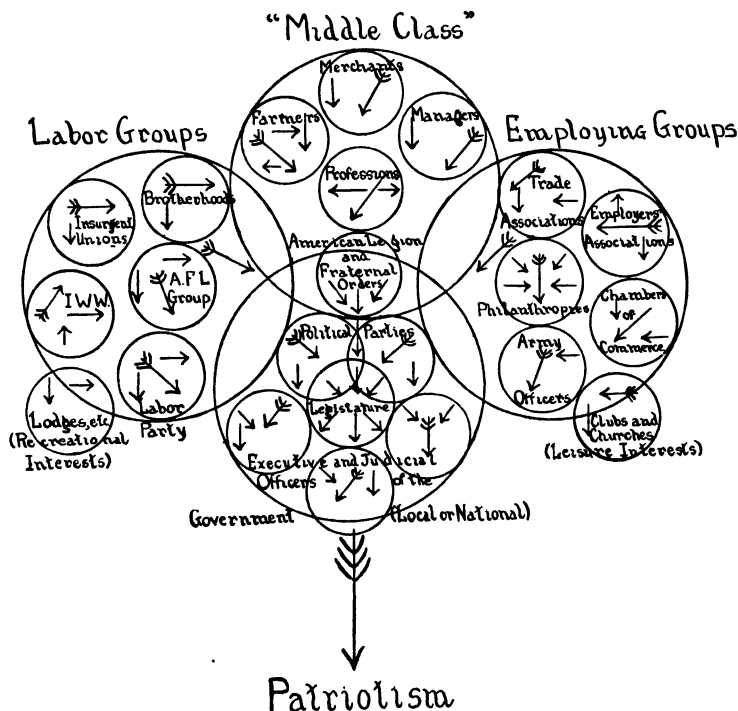 "Middle Class"
Labor Groups
Employing Groups
Merchants
Farmers
Managers
Professions
Brotherhoods
Insurgent
Unions
A.F.L
Group
I.W.W.
Labor
Party
Lodges, etc.
(Recreational
Interests)
Trade
Associations
Employers'
Associations
Philanthropies
Chambers
of
Commerce
Army
Officers
Clubs and
Churches
(Leisure Interests)
American Legion
and
Fraternal
Orders
Political Parties
Legislature
Executive and Judicial
Officers of the
Government (Local or National)
Patriotism